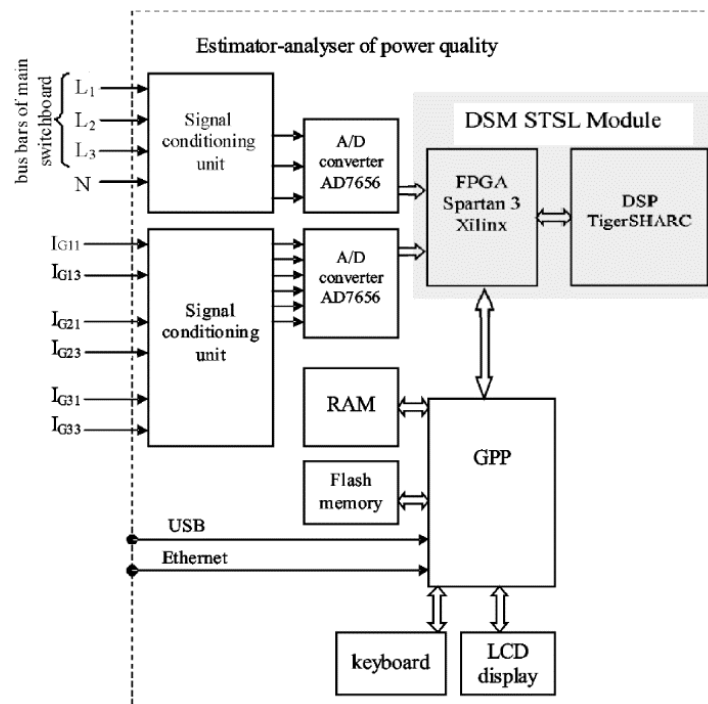 Estimator-analyser of power quality
bus bars of main
switchboard
L1
L2
L3
N
Signal
conditioning
unit
A/D
converter
AD7656
DSM STSL Module
FPGA
Spartan 3
Xilinx
DSP
TigerSHARC
IG11
IG13
IG21
IG23
IG31
IG33
Signal
conditioning
unit
A/D
converter
AD7656
RAM
Flash
memory
GPP
USB
Ethernet
keyboard
LCD
display